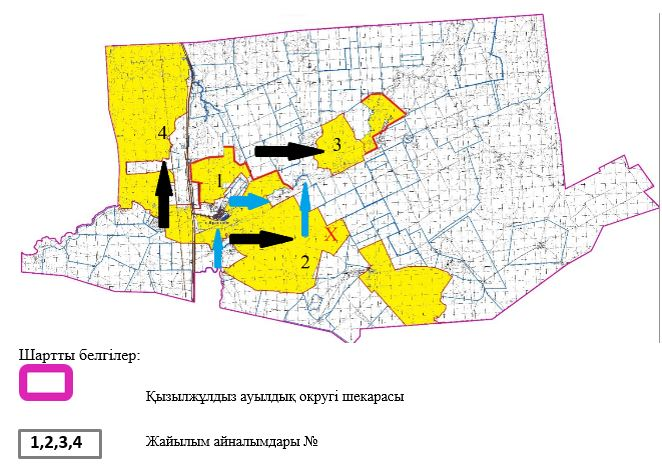 4
3
1
X
2
Шартты белгілер:
Қызылжұлдыз ауылдық округі шекарасы
1,2,3,4 Жайылым айналымдары №